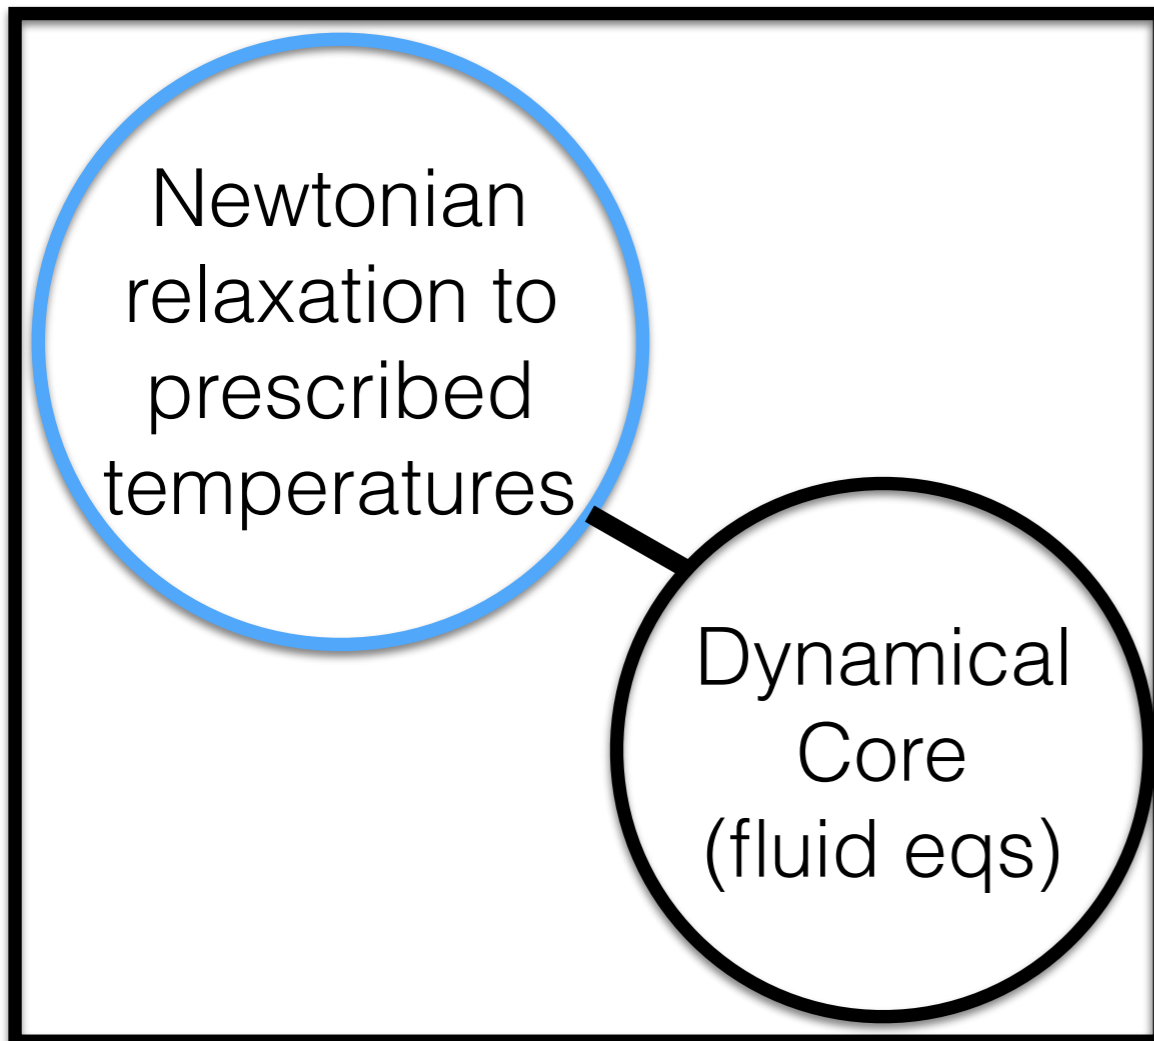 Newtonian
relaxation to
prescribed
temperatures
Dynamical
Core
(fluid eqs)